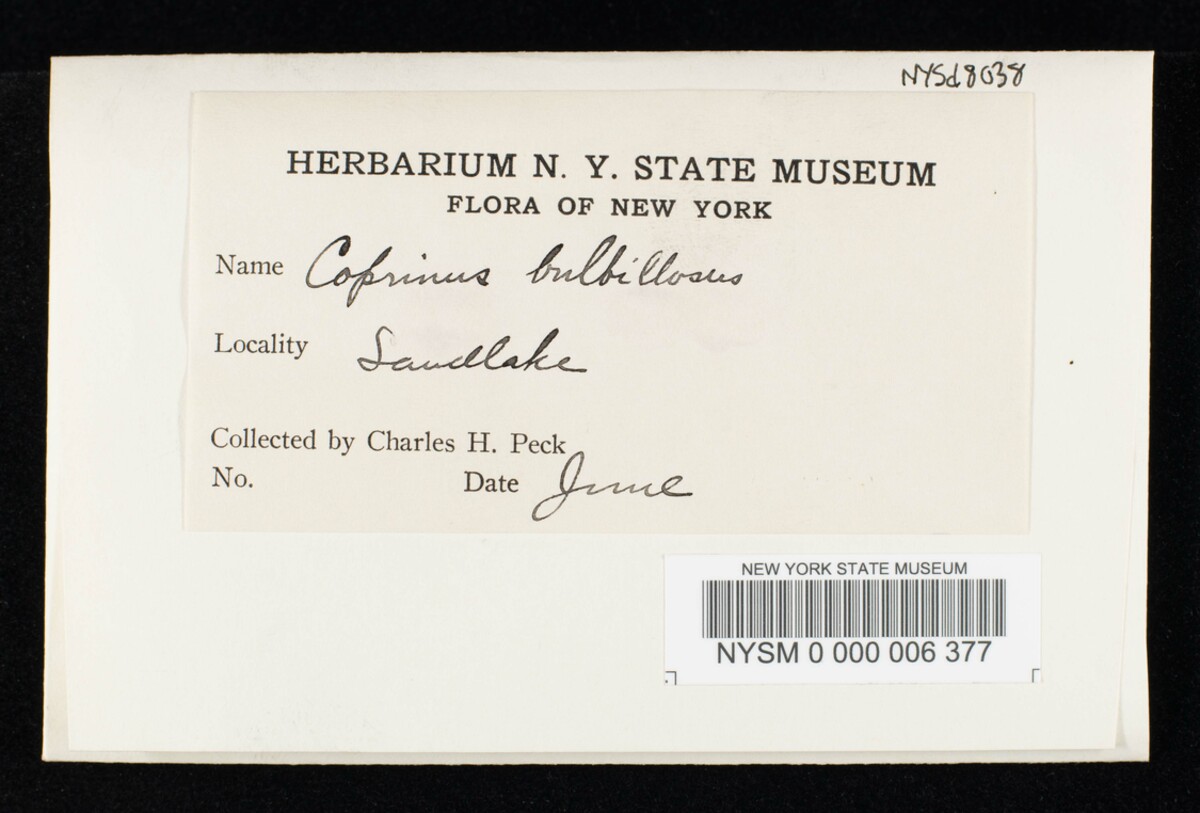 NYSd8038
HERBARIUM N. Y. STATE MUSEUM
FLORA OF NEW YORK
Name Coprinus bulbillosus
Locality Sandlake
Collected by Charles H. Peck
No. Date June
NEW YORK STATE MUSEUM
NYSM 0 000 006 377